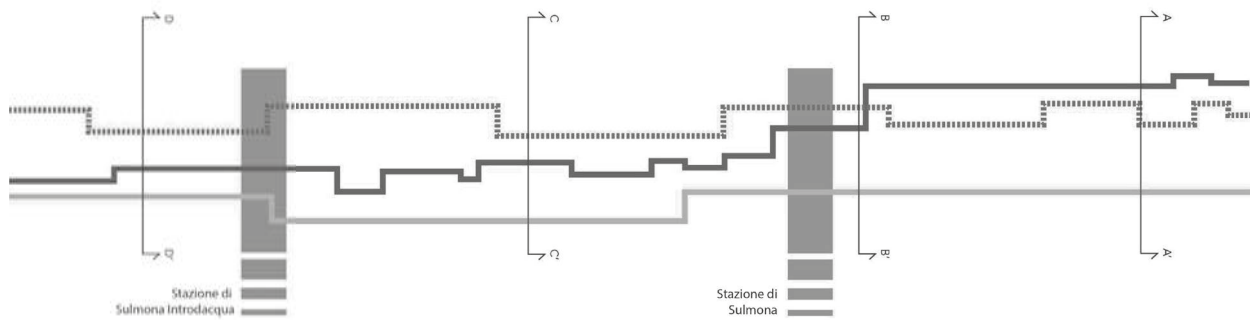 D
C
B
A
D'
C'
B'
A'
Stazione di
Sulmona Introdacqua
Stazione di
Sulmona